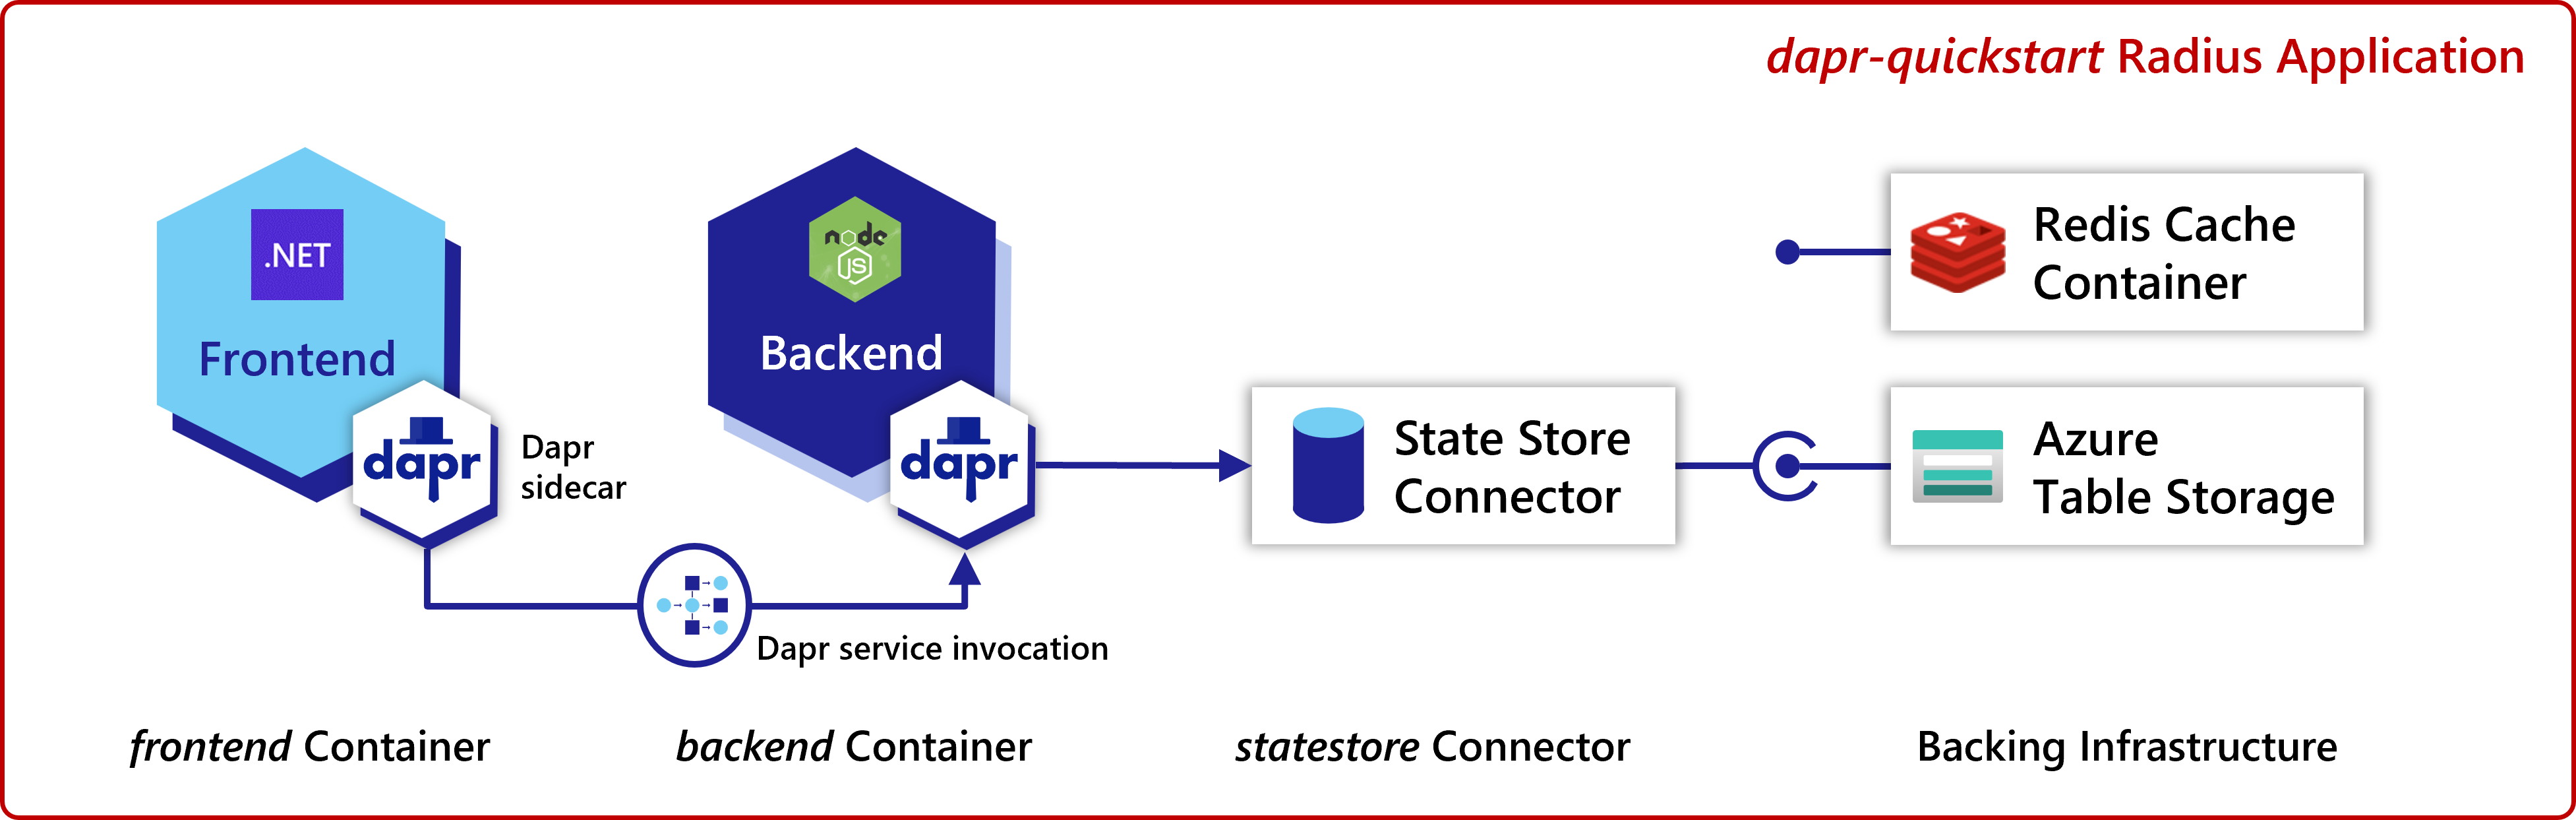 dapr-quickstart Radius Application
.NET
Frontend
dapr
Dapr
sidecar
node
JS
Backend
dapr
Dapr service invocation
State Store
Connector
Redis Cache
Container
Azure
Table Storage
frontend Container
backend Container
statestore Connector
Backing Infrastructure